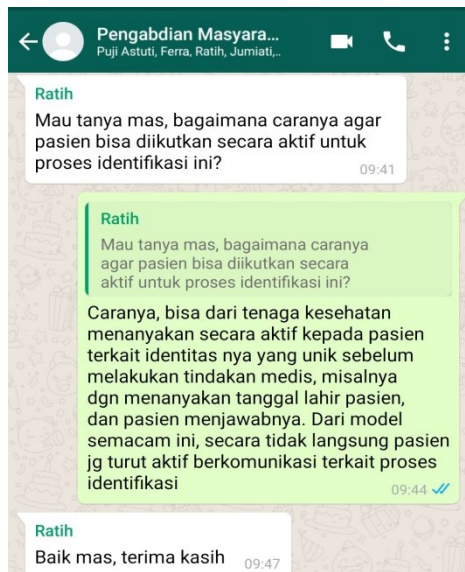 Pengabdian Masyara...
Puji Astuti, Ferra, Ratih, Jumiati,..
Ratih
Mau tanya mas, bagaimana caranya agar
pasien bisa diikutkan secara aktif untuk
proses identifikasi ini?
09:41
Ratih
Mau tanya mas, bagaimana caranya
agar pasien bisa diikutkan secara
aktif untuk proses identifikasi ini?
Caranya, bisa dari tenaga kesehatan
menanyakan secara aktif kepada pasien
terkait identitas nya yang unik sebelum
melakukan tindakan medis, misalnya
dgn menanyakan tanggal lahir pasien,
dan pasien menjawabnya. Dari model
semacam ini, secara tidak langsung pasien
jg turut aktif berkomunikasi terkait proses
identifikasi
09:44
Ratih
Baik mas, terima kasih 09:47